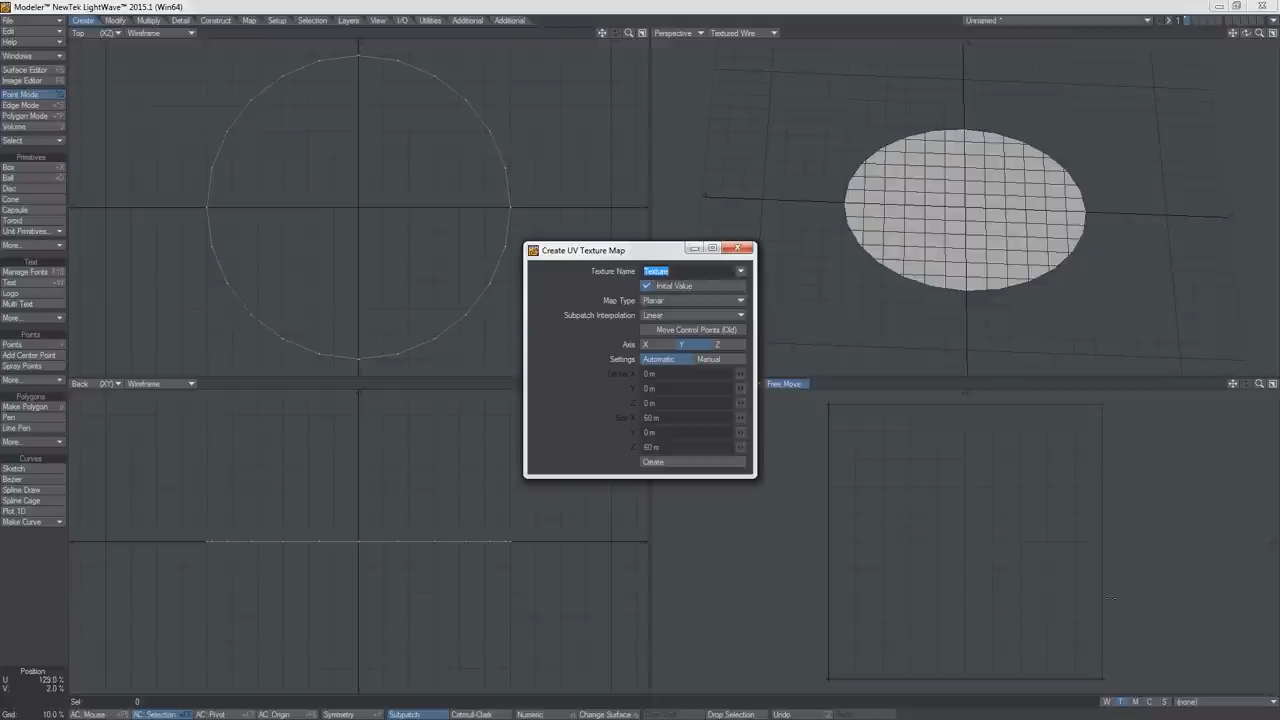 Modeler™ NewTek LightWave™ 2015.1 (Win64)
File
Create Modify Multiply Detail Construct Map Setup Selection Layers View I/O Utilities Additional Additional Unnamed * 1
Edit
Top (XZ) Wireframe Perspective Textured Wire
Help
Windows
Surface Editor
Image Editor F6
Point Mode
Edge Mode
Polygon Mode
Volume
Select
Primitives
Box
Ball
Disc
Cone
Capsule
Toroid
Unit Primitives...
More...
Text
Manage Fonts F10
Text
Logo
Multi Text
More...
Points
Points
Add Center Point
Spray Points
More...
Polygons
Make Polygon p
Pen
Line Pen
More...
Curves
Sketch
Bezier
Spline Draw
Spline Cage
Plot 1D
Make Curve
Create UV Texture Map
Texture Name Texture
Initial Value
Map Type Planar
Subpatch Interpolation Linear
Move Control Points (Old)
Axis X Y Z
Settings Automatic Manual
Center X 0 m
Y 0 m
Z 0 m
Size X 60 m
Y 0 m
Z 60 m
Create
Back (XY) Wireframe
Free Move
Position
U 129.0 %
V: 2.0 %
Grid: 10.0 %
Sel: 0
W T M C S (none)
AC: Mouse AC: Selection AC: Pivot AC: Origin Symmetry Subpatch Catmull-Clark Numeric Change Surface Drop Selection Undo